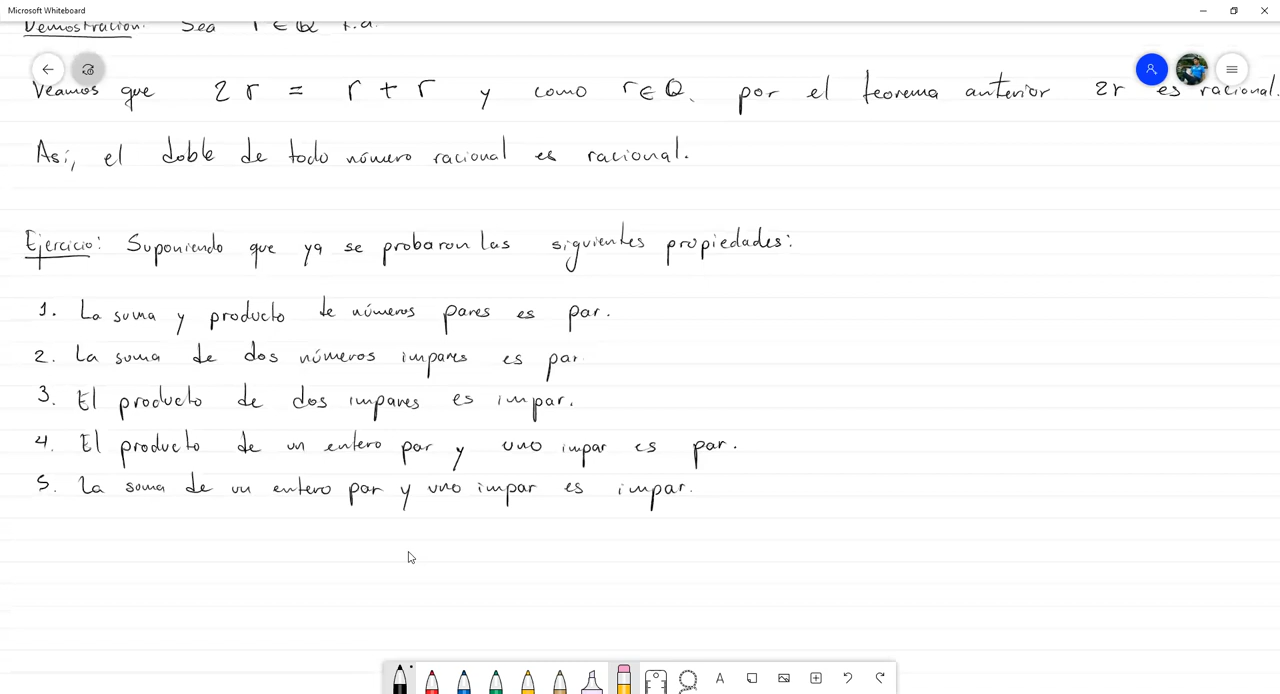 Microsoft Whiteboard
Demostración: Sea r ∈ ℚ t.q.
Veamos que 2r = r + r y como r ∈ ℚ, por el teorema anterior 2r es racional.
Así, el doble de todo número racional es racional.
Ejercicio: Suponiendo que ya se probaron las siguientes propiedades:
1. La suma y producto de números pares es par.
2. La suma de dos números impares es par
3. El producto de dos impares es impar.
4. El producto de un entero par y uno impar es par.
5. La suma de un entero par y uno impar es impar.